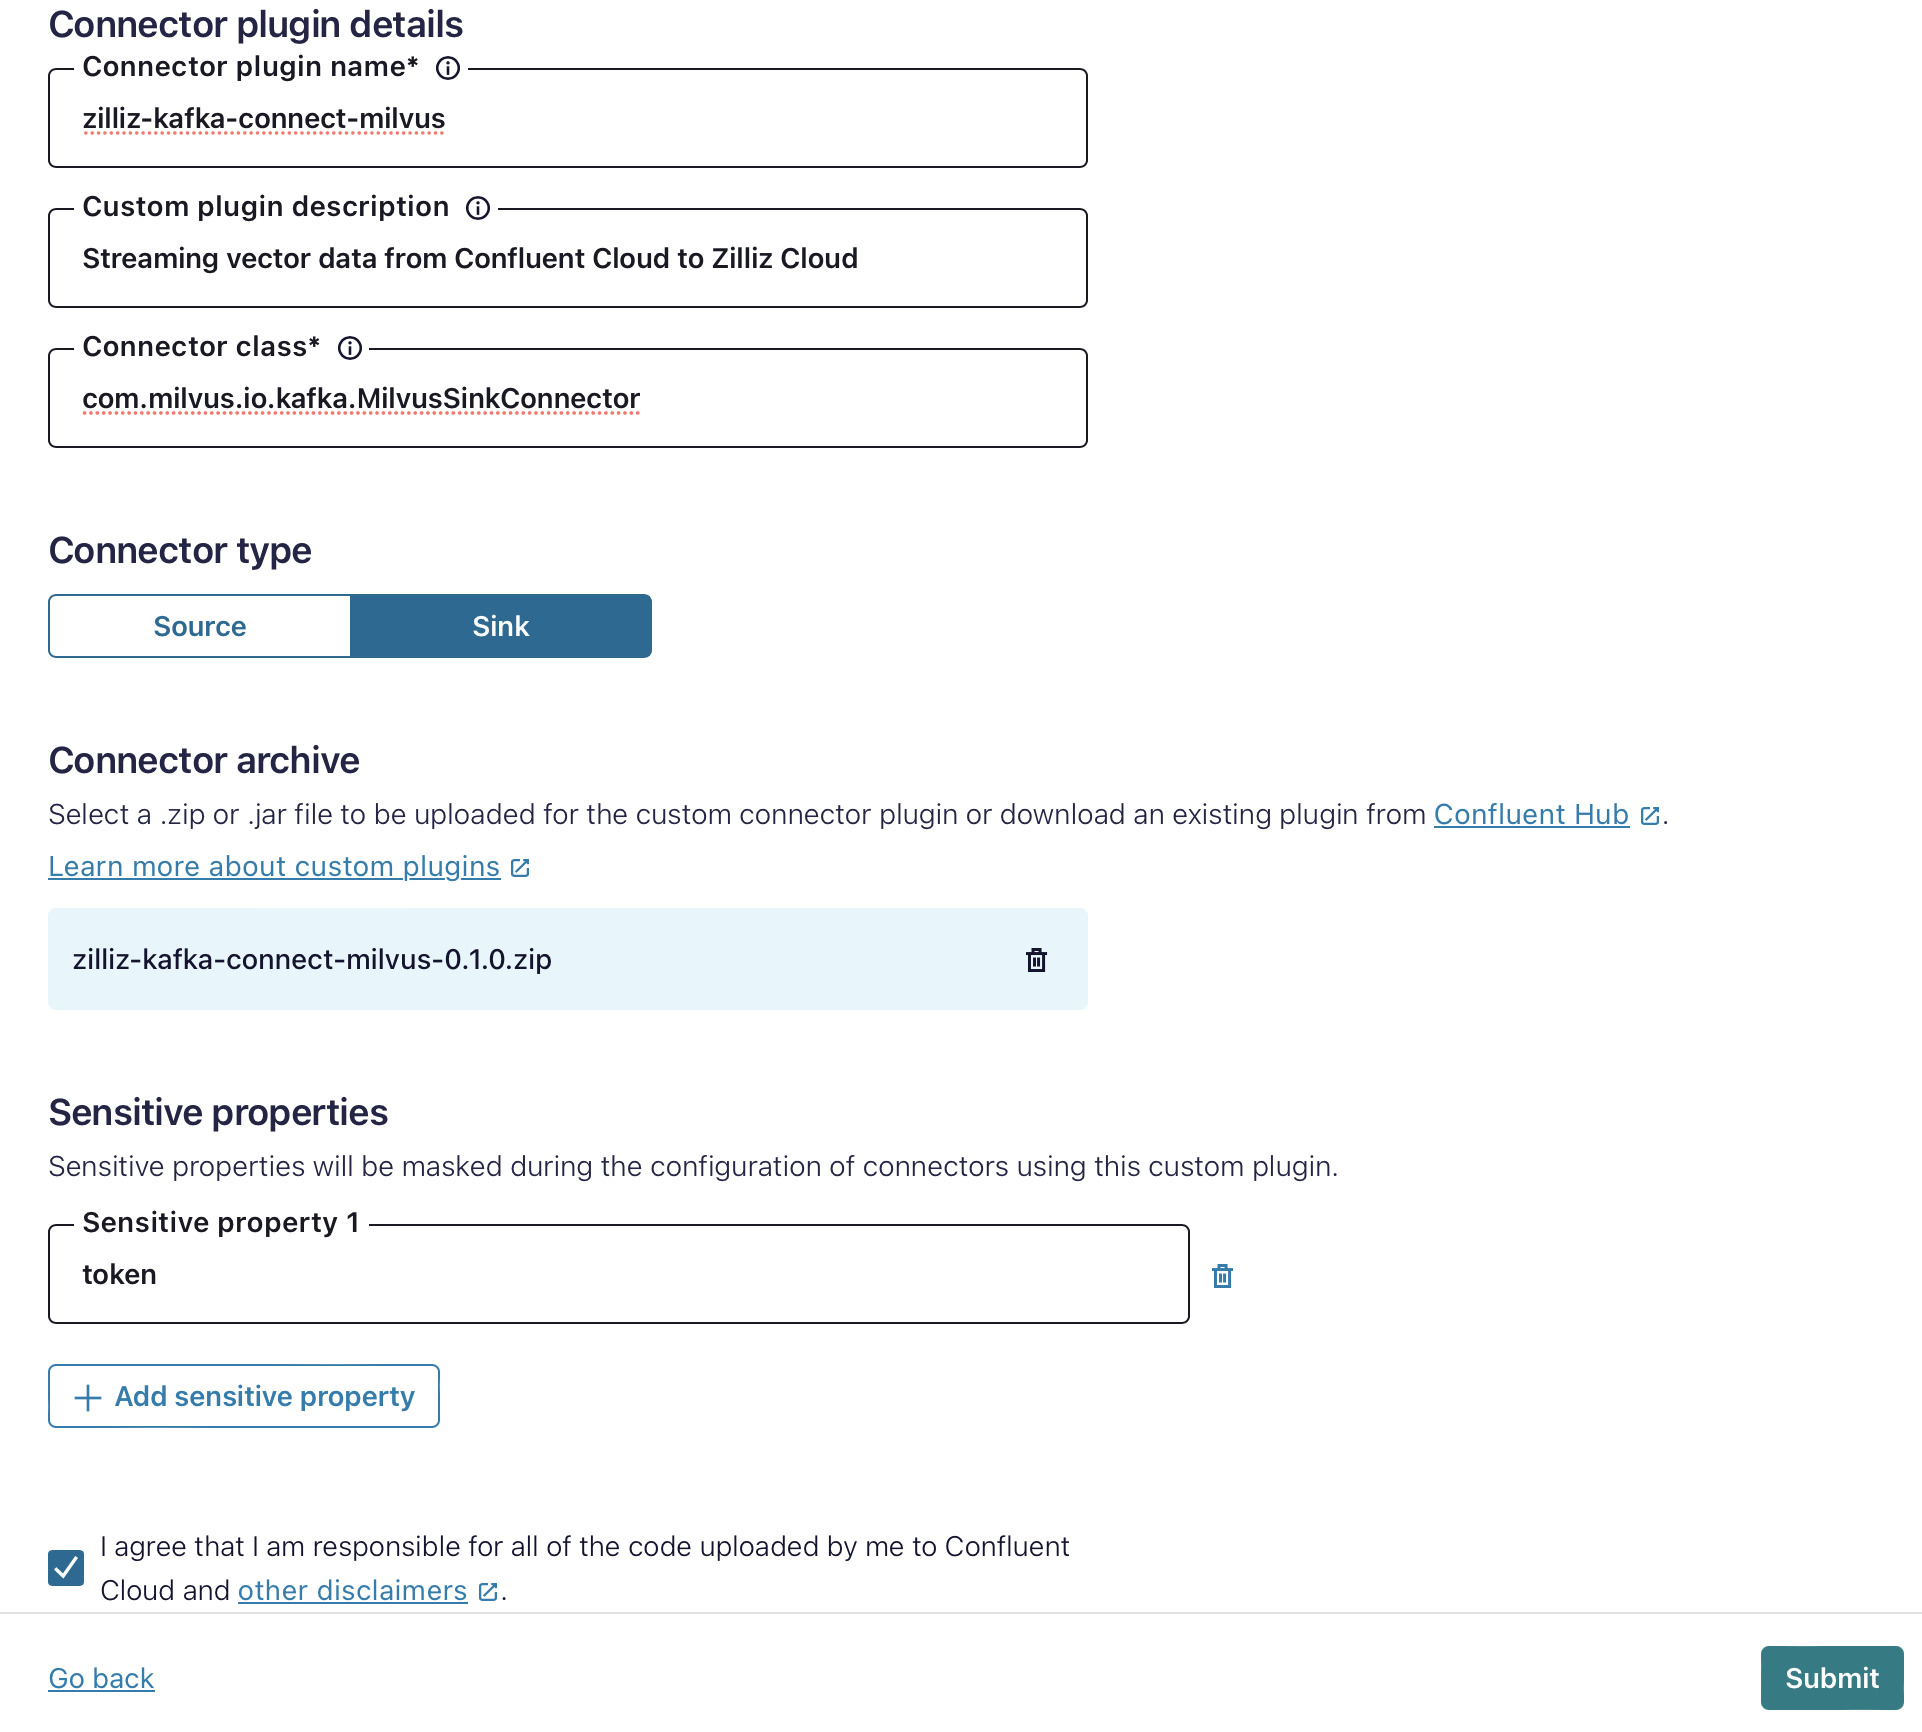 Connector plugin details
Connector plugin name*
zilliz-kafka-connect-milvus
Custom plugin description
Streaming vector data from Confluent Cloud to Zilliz Cloud
Connector class*
com.milvus.io.kafka.MilvusSinkConnector
Connector type
Source Sink
Connector archive
Select a .zip or .jar file to be uploaded for the custom connector plugin or download an existing plugin from Confluent Hub.
Learn more about custom plugins
zilliz-kafka-connect-milvus-0.1.0.zip
Sensitive properties
Sensitive properties will be masked during the configuration of connectors using this custom plugin.
Sensitive property 1
token
+ Add sensitive property
I agree that I am responsible for all of the code uploaded by me to Confluent
Cloud and other disclaimers.
Go back Submit